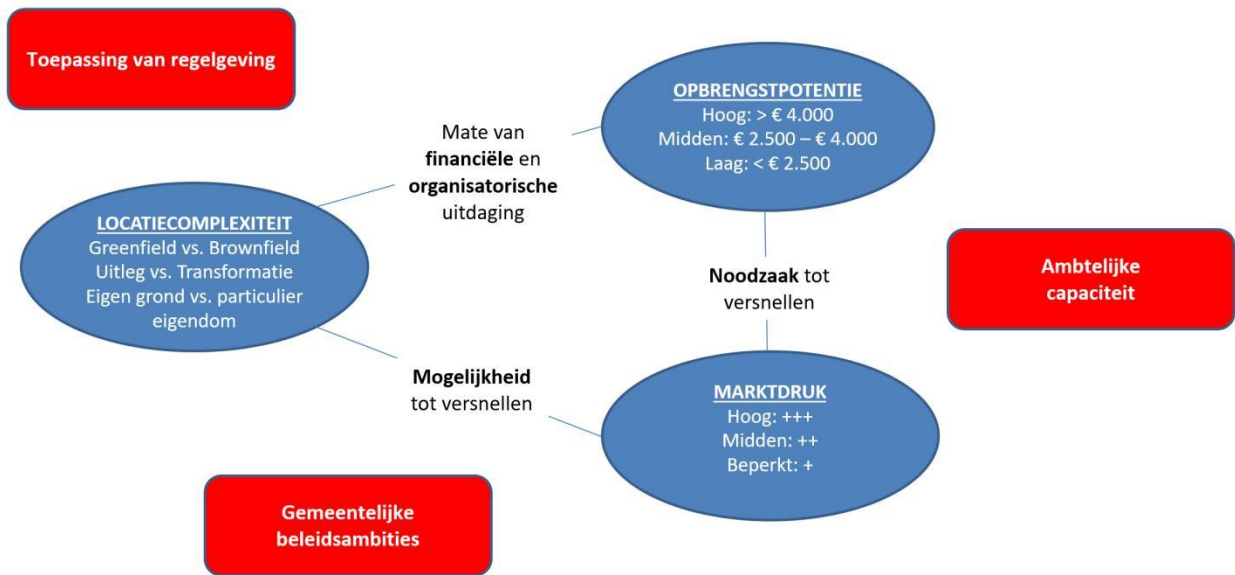 Toepassing van regelgeving
OPBRENGSTPOTENTIE
Hoog: > € 4.000
Midden: € 2.500 – € 4.000
Laag: < € 2.500
Mate van
financiële en
organisatorische
uitdaging
LOCATIECOMPLEXITEIT
Greenfield vs. Brownfield
Uitleg vs. Transformatie
Eigen grond vs. particulier
eigendom
Noodzaak tot
versnellen
Ambtelijke
capaciteit
Mogelijkheid
tot versnellen
MARKTDRUK
Hoog: +++
Midden: ++
Beperkt: +
Gemeentelijke
beleidsambities